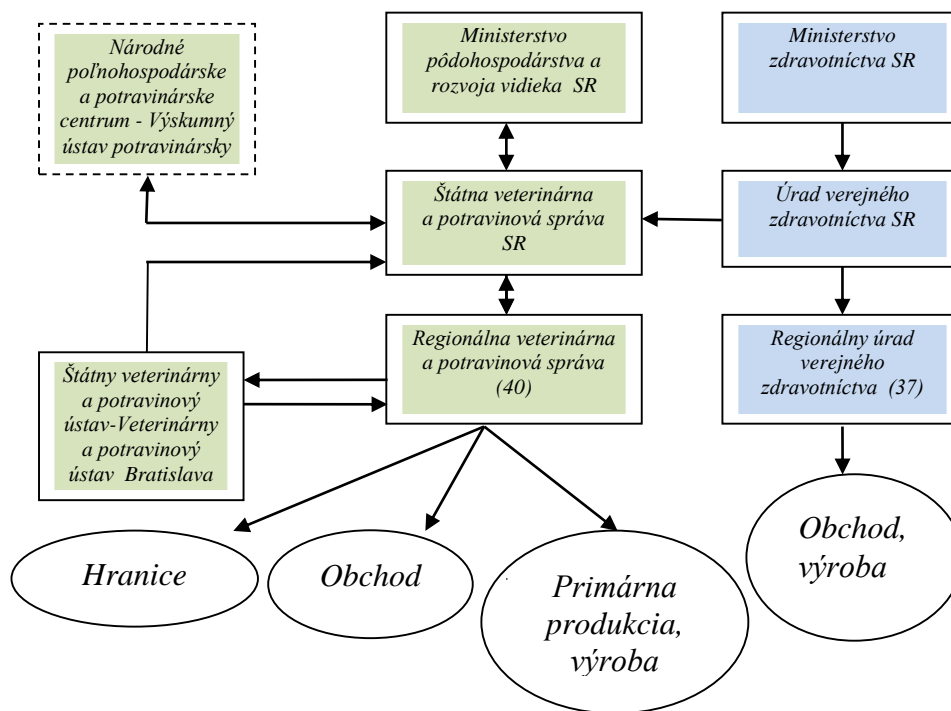 Národné
poľnohospodárske
a potravinárske
centrum - Výskumný
ústav potravinársky
Ministerstvo
pôdohospodárstva a
rozvoja vidieka SR
Ministerstvo
zdravotníctva SR
Štátna veterinárna
a potravinová správa
SR
Úrad verejného
zdravotníctva SR
Štátny veterinárny
a potravinový
ústav-Veterinárny
a potravinový
ústav Bratislava
Regionálna veterinárna
a potravinová správa
(40)
Regionálny úrad
verejného
zdravotníctva (37)
Hranice
Obchod
Primárna
produkcia,
výroba
Obchod,
výroba